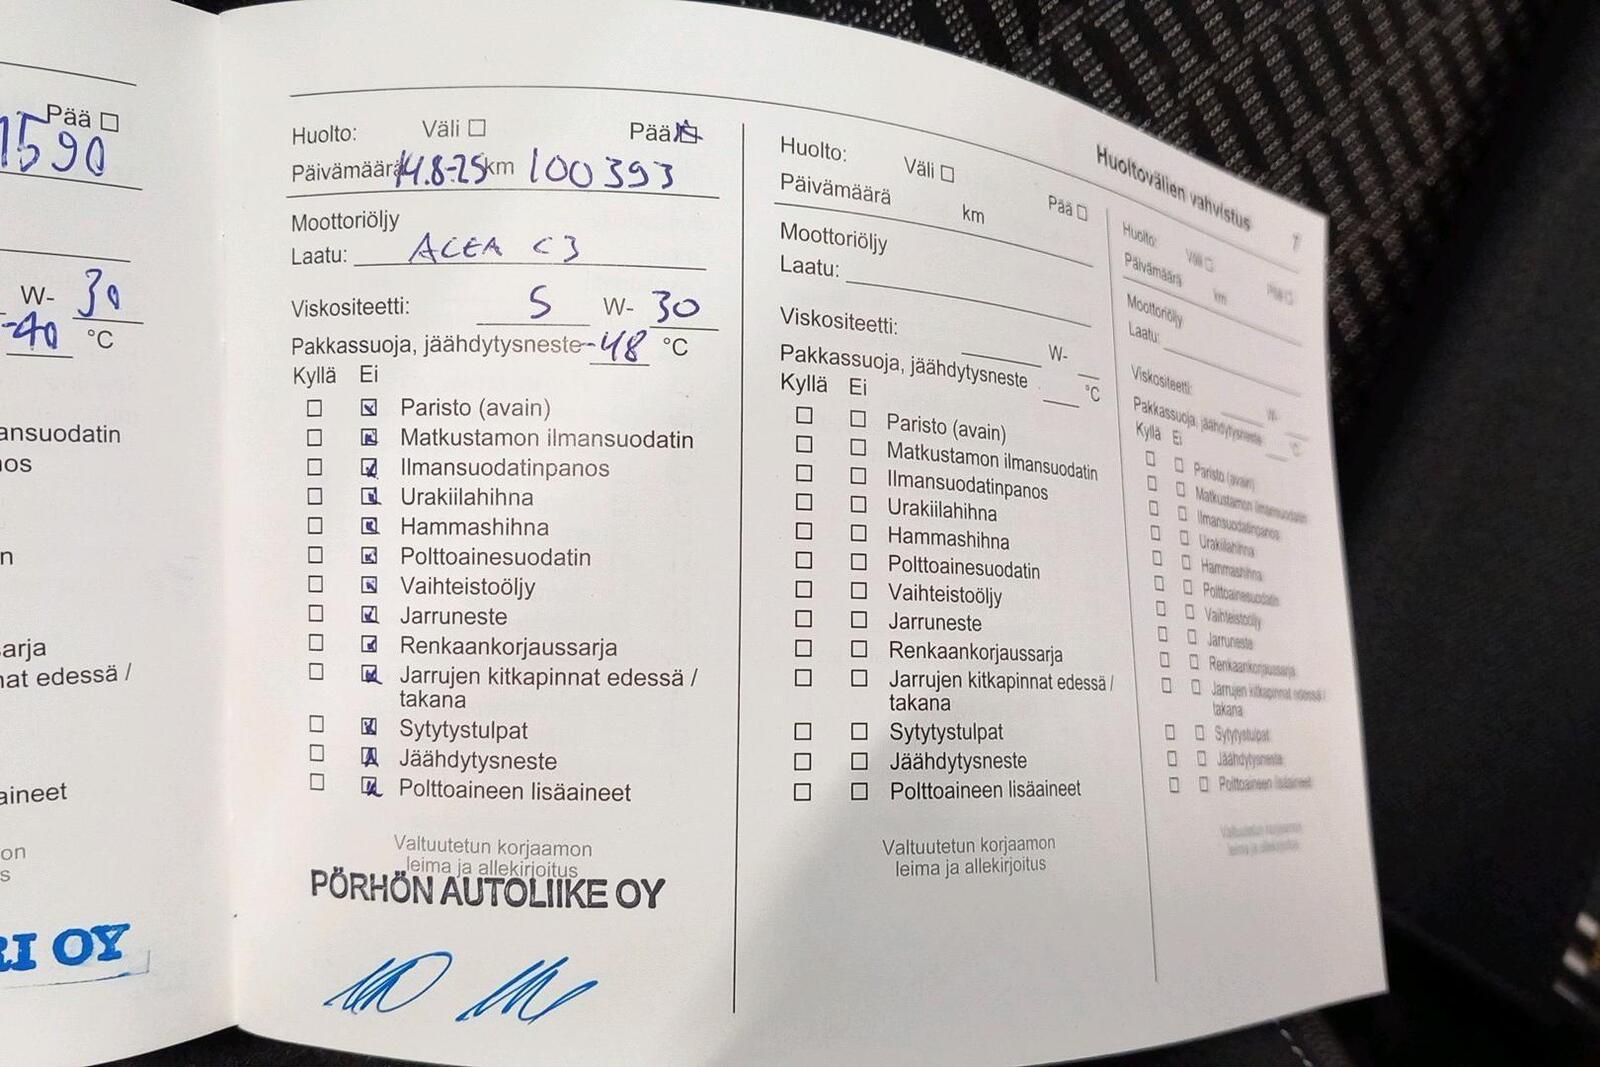 Pää ☐
1590
W- 30
-40 °C
ansuodatin
nos
n
arja
nat edessä /
aineet
on
s
RI OY
Huolto: Väli ☐ Pää ☒
Päivämäärä 14.8-25 km 100393
Moottoriöljy
Laatu: ACEA C3
Viskositeetti: 5 W- 30
Pakkassuoja, jäähdytysneste -48 °C
Kyllä Ei
☐ ☑ Paristo (avain)
☐ ☑ Matkustamon ilmansuodatin
☐ ☑ Ilmansuodatinpanos
☐ ☑ Urakiilahihna
☐ ☑ Hammashihna
☐ ☑ Polttoainesuodatin
☐ ☑ Vaihteistoöljy
☐ ☑ Jarruneste
☐ ☑ Renkaankorjaussarja
☐ ☑ Jarrujen kitkapinnat edessä /
takana
☐ ☑ Sytytystulpat
☐ ☑ Jäähdytysneste
☐ ☑ Polttoaineen lisäaineet
Valtuutetun korjaamon
leima ja allekirjoitus
PÖRHÖN AUTOLIIKE OY
Huolto: Väli ☐ Pää ☐
Päivämäärä km
Moottoriöljy
Laatu:
Viskositeetti: W-
Pakkassuoja, jäähdytysneste °C
Kyllä Ei
☐ ☐ Paristo (avain)
☐ ☐ Matkustamon ilmansuodatin
☐ ☐ Ilmansuodatinpanos
☐ ☐ Urakiilahihna
☐ ☐ Hammashihna
☐ ☐ Polttoainesuodatin
☐ ☐ Vaihteistoöljy
☐ ☐ Jarruneste
☐ ☐ Renkaankorjaussarja
☐ ☐ Jarrujen kitkapinnat edessä /
takana
☐ ☐ Sytytystulpat
☐ ☐ Jäähdytysneste
☐ ☐ Polttoaineen lisäaineet
Valtuutetun korjaamon
leima ja allekirjoitus
Huoltovälien vahvistus
Huolto: Väli ☐ Pää ☐
Päivämäärä km
Moottoriöljy
Laatu:
Viskositeetti: W-
Pakkassuoja, jäähdytysneste °C
Kyllä Ei
☐ ☐ Paristo (avain)
☐ ☐ Matkustamon ilmansuodatin
☐ ☐ Ilmansuodatinpanos
☐ ☐ Urakiilahihna
☐ ☐ Hammashihna
☐ ☐ Polttoainesuodatin
☐ ☐ Vaihteistoöljy
☐ ☐ Jarruneste
☐ ☐ Renkaankorjaussarja
☐ ☐ Jarrujen kitkapinnat edessä /
takana
☐ ☐ Sytytystulpat
☐ ☐ Jäähdytysneste
☐ ☐ Polttoaineen lisäaineet
Valtuutetun korjaamon
leima ja allekirjoitus